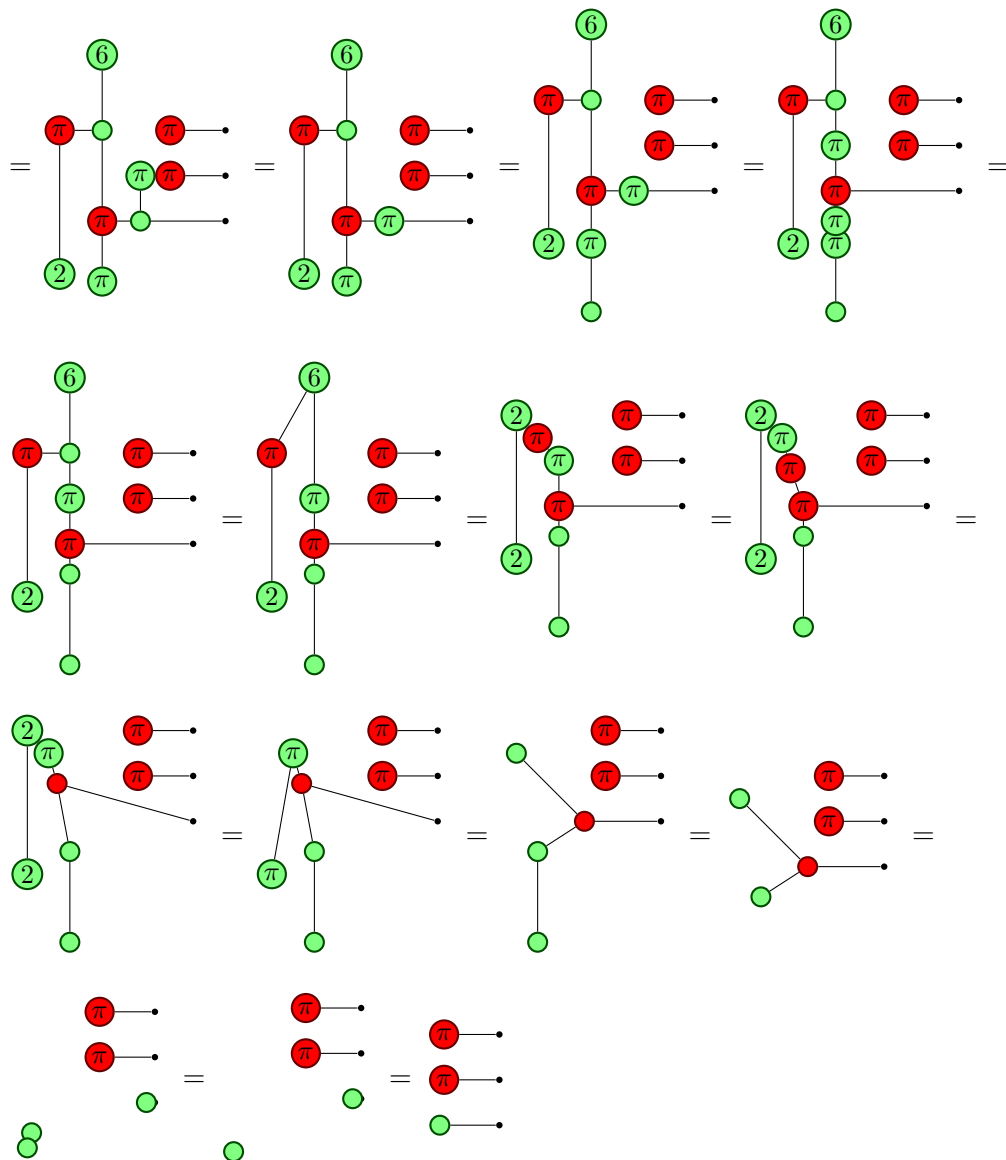 6 6
6 6
π π π π
π π π π
π π π
= = = = =
π π π
π π π
π π π π
2 π 2 π
2 π 2 π
6 6
2 π 2 π
π π
π π π π
π π π
π
π π π π
π π
= = = =
π π
2 2
2 2
2 π π π
π π
π π π π
π
= = = =
2 π
π π
π
π π
= = π